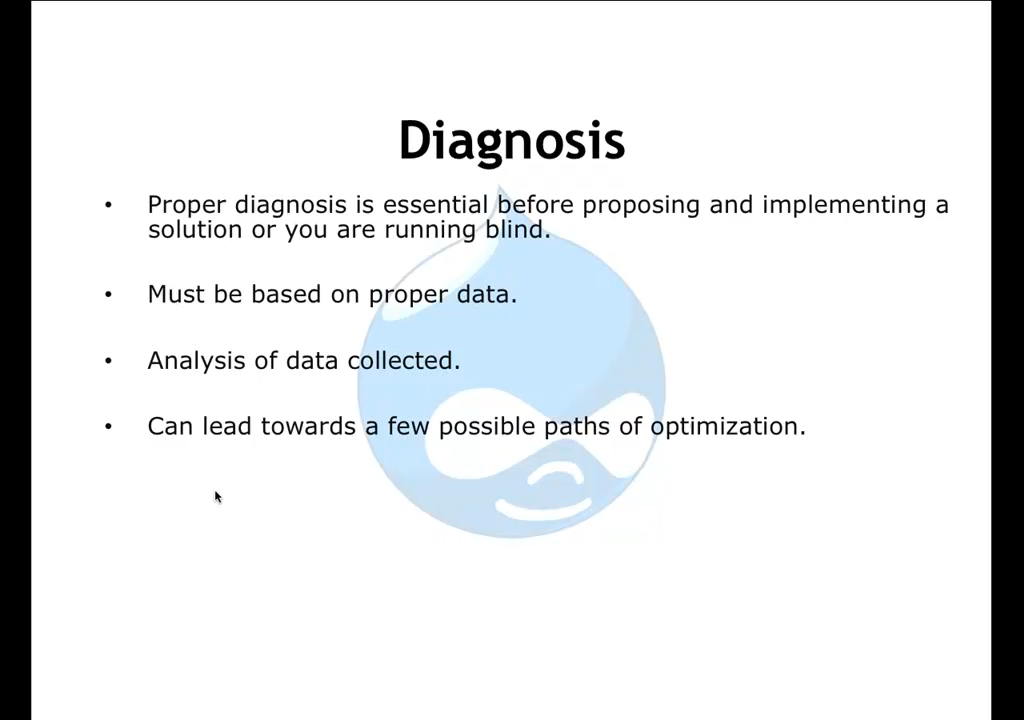 Diagnosis
• Proper diagnosis is essential before proposing and implementing a
solution or you are running blind.
• Must be based on proper data.
• Analysis of data collected.
• Can lead towards a few possible paths of optimization.